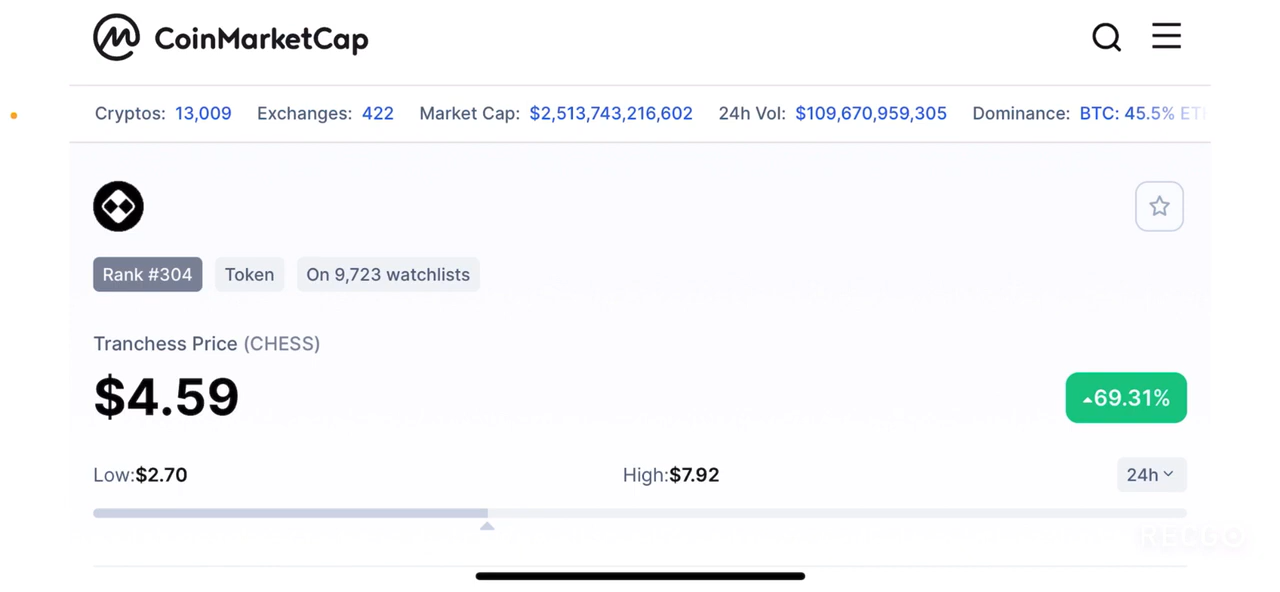 CoinMarketCap
Cryptos: 13,009 Exchanges: 422 Market Cap: $2,513,743,216,602 24h Vol: $109,670,959,305 Dominance: BTC: 45.5% ETH
Rank #304 Token On 9,723 watchlists
Tranchess Price (CHESS)
$4.59 69.31%
Low:$2.70 High:$7.92 24h